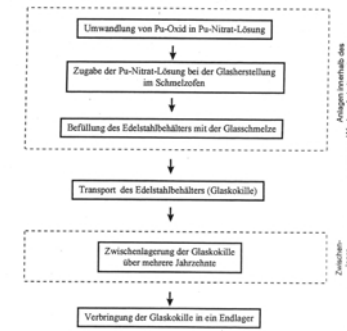 Umwandlung von Pu-Oxid in Pu-Nitrat-Lösung
Zugabe der Pu-Nitrat-Lösung bei der Glasherstellung
im Schmelzofen
Befüllung des Edelstahlbehälters mit der Glasschmelze
Anlagen innerhalb des
Transport des Edelstahlbehälters (Glaskokille)
Zwischenlagerung der Glaskokille
über mehrere Jahrzehnte
Zwischen-
Verbringung der Glaskokille in ein Endlager